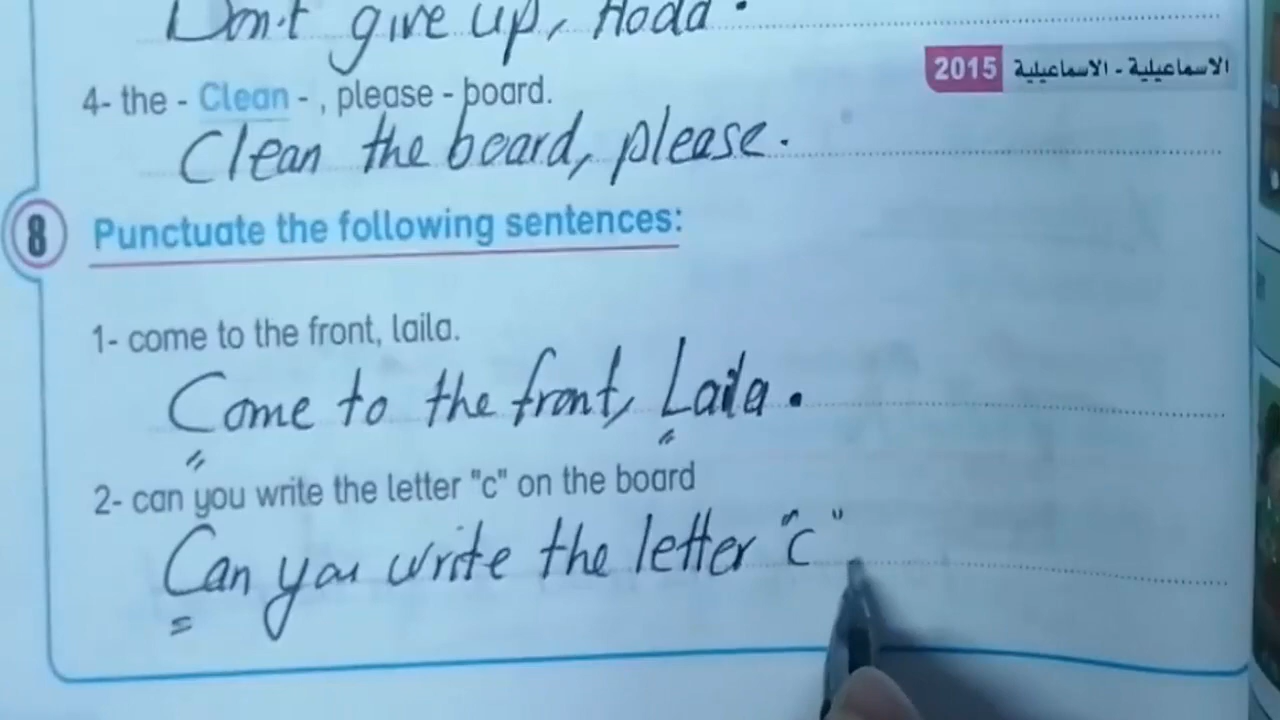 Don't give up, Hoda.
2015 الاسماعيلية - الاسماعيلية
4- the - Clean - , please - board.
Clean the board, please.
8 Punctuate the following sentences:
1- come to the front, laila.
Come to the front, Laila.
2- can you write the letter "c" on the board
Can you write the letter "c"